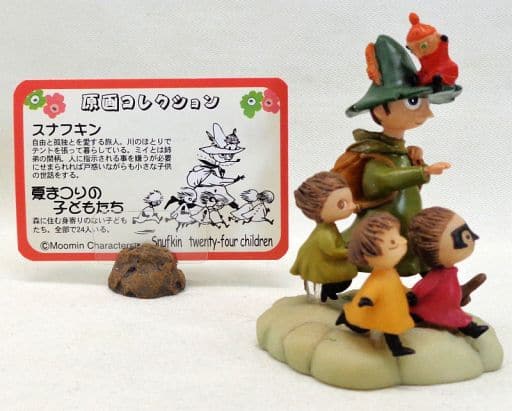 原画コレクション
スナフキン
自由と孤独とを愛する旅人。川のほとりで
テントを張って暮らしている。ミイとは姉
弟の間柄。人に指示される事を嫌うが必要
にせまられれば戸惑いながらも小さな子供
の世話をする。
夏まつりの
子どもたち
森に住む身寄りのない子ども
たち。全部で24人いる。
©Moomin Characters
Snufkin twenty-four children